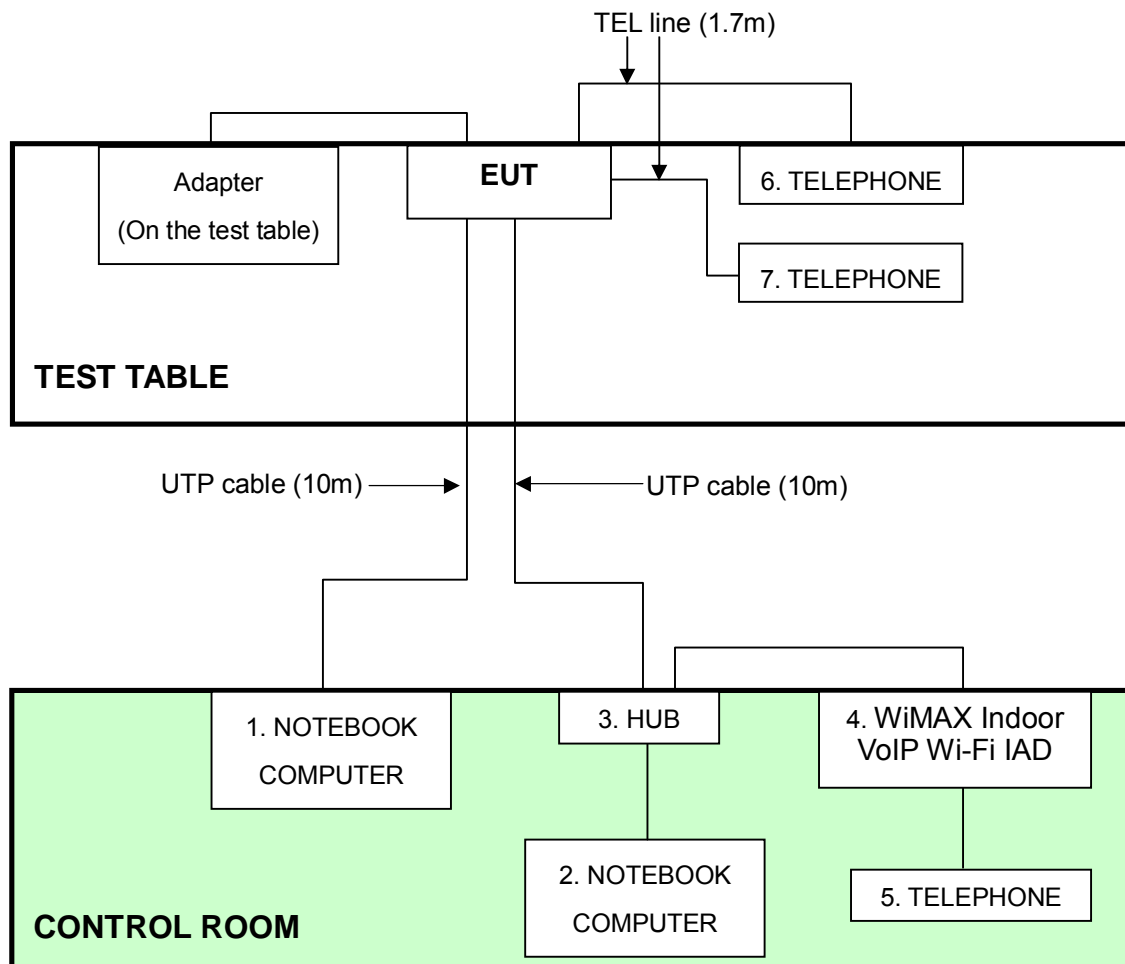 TEL line (1.7m)
Adapter
(On the test table)
EUT
6. TELEPHONE
7. TELEPHONE
TEST TABLE
UTP cable (10m)
UTP cable (10m)
1. NOTEBOOK
COMPUTER
3. HUB
4. WiMAX Indoor
VoIP Wi-Fi IAD
2. NOTEBOOK
COMPUTER
5. TELEPHONE
CONTROL ROOM